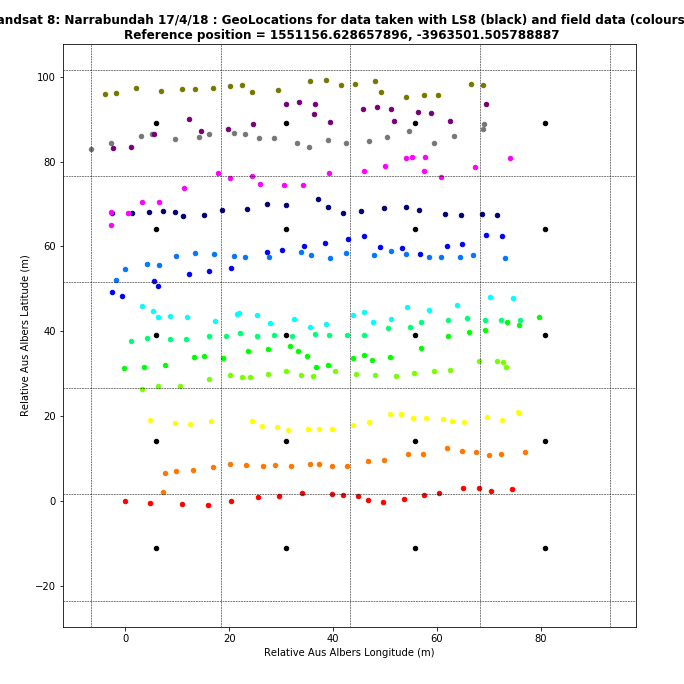 andsat 8: Narrabundah 17/4/18 : GeoLocations for data taken with LS8 (black) and field data (colours
Reference position = 1551156.628657896, -3963501.505788887
Relative Aus Albers Latitude (m)
100
80
60
40
20
0
−20
0 20 40 60 80
Relative Aus Albers Longitude (m)